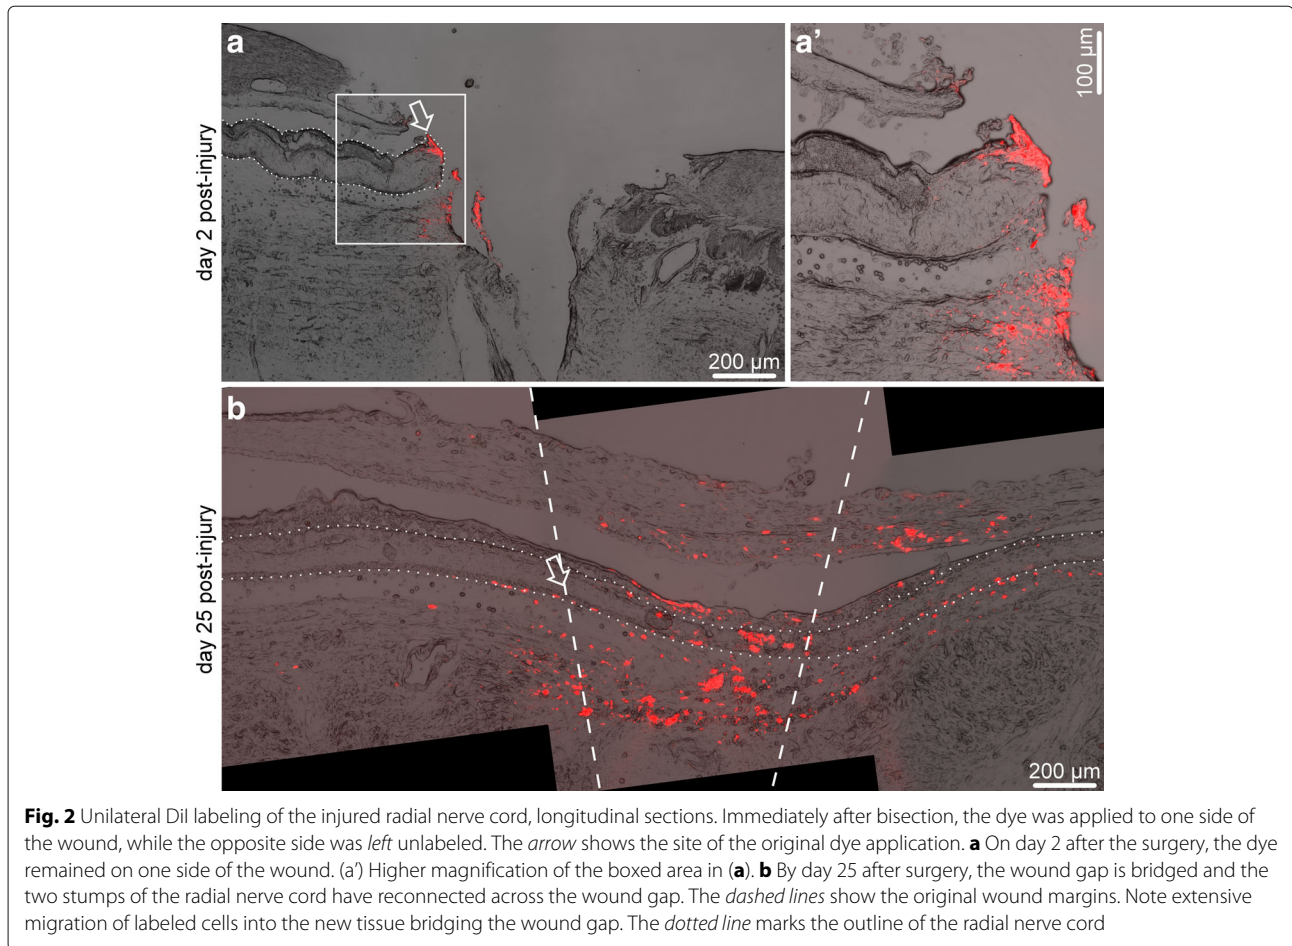 a
a’
100 µm
day 2 post-injury
200 µm
b
day 25 post-injury
200 µm
Fig. 2 Unilateral DiI labeling of the injured radial nerve cord, longitudinal sections. Immediately after bisection, the dye was applied to one side of
the wound, while the opposite side was left unlabeled. The arrow shows the site of the original dye application. a On day 2 after the surgery, the dye
remained on one side of the wound. (a’) Higher magnification of the boxed area in (a). b By day 25 after surgery, the wound gap is bridged and the
two stumps of the radial nerve cord have reconnected across the wound gap. The dashed lines show the original wound margins. Note extensive
migration of labeled cells into the new tissue bridging the wound gap. The dotted line marks the outline of the radial nerve cord